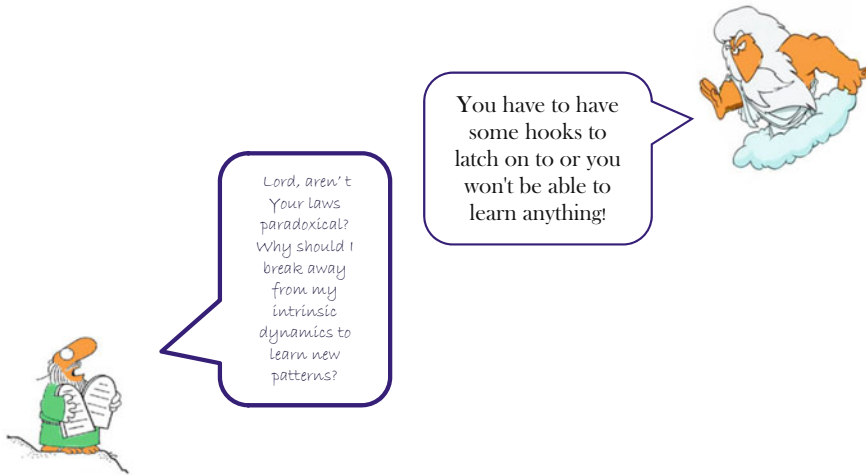 Lord, aren't
Your laws
paradoxical?
Why should I
break away
from my
intrinsic
dynamics to
learn new
patterns?
You have to have
some hooks to
latch on to or you
won't be able to
learn anything!